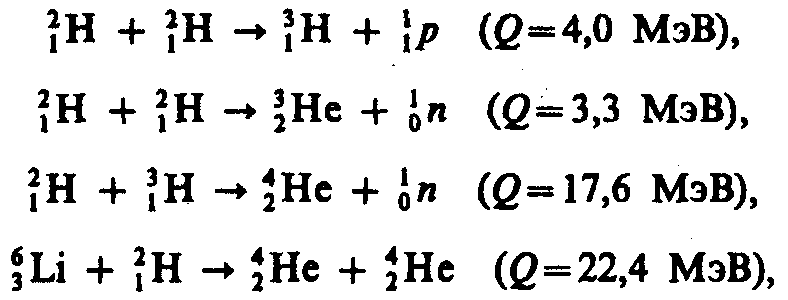 ²₁H + ²₁H → ³₁H + ¹₁p (Q=4,0 МэВ),
²₁H + ²₁H → ³₂He + ¹₀n (Q=3,3 МэВ),
²₁H + ³₁H → ⁴₂He + ¹₀n (Q=17,6 МэВ),
⁶₃Li + ²₁H → ⁴₂He + ⁴₂He (Q=22,4 МэВ),